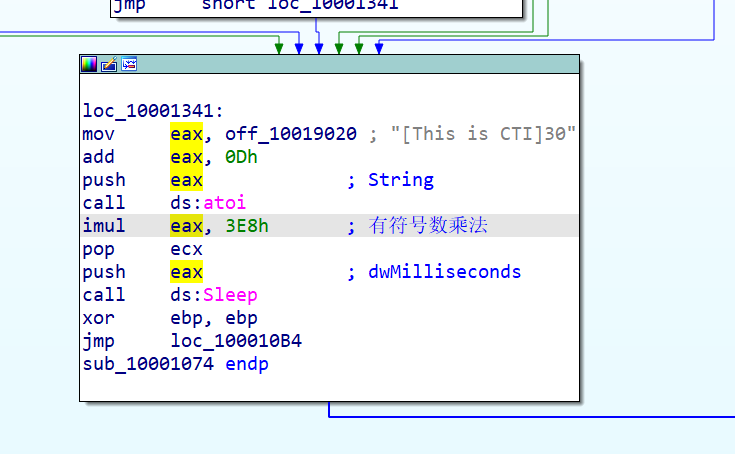 jmp     short loc_10001341
loc_10001341:
mov     eax, off_10019020 ; "[This is CTI]30"
add     eax, 0Dh
push    eax             ; String
call    ds:atoi
imul    eax, 3E8h       ; 有符号数乘法
pop     ecx
push    eax             ; dwMilliseconds
call    ds:Sleep
xor     ebp, ebp
jmp     loc_100010B4
sub_10001074 endp